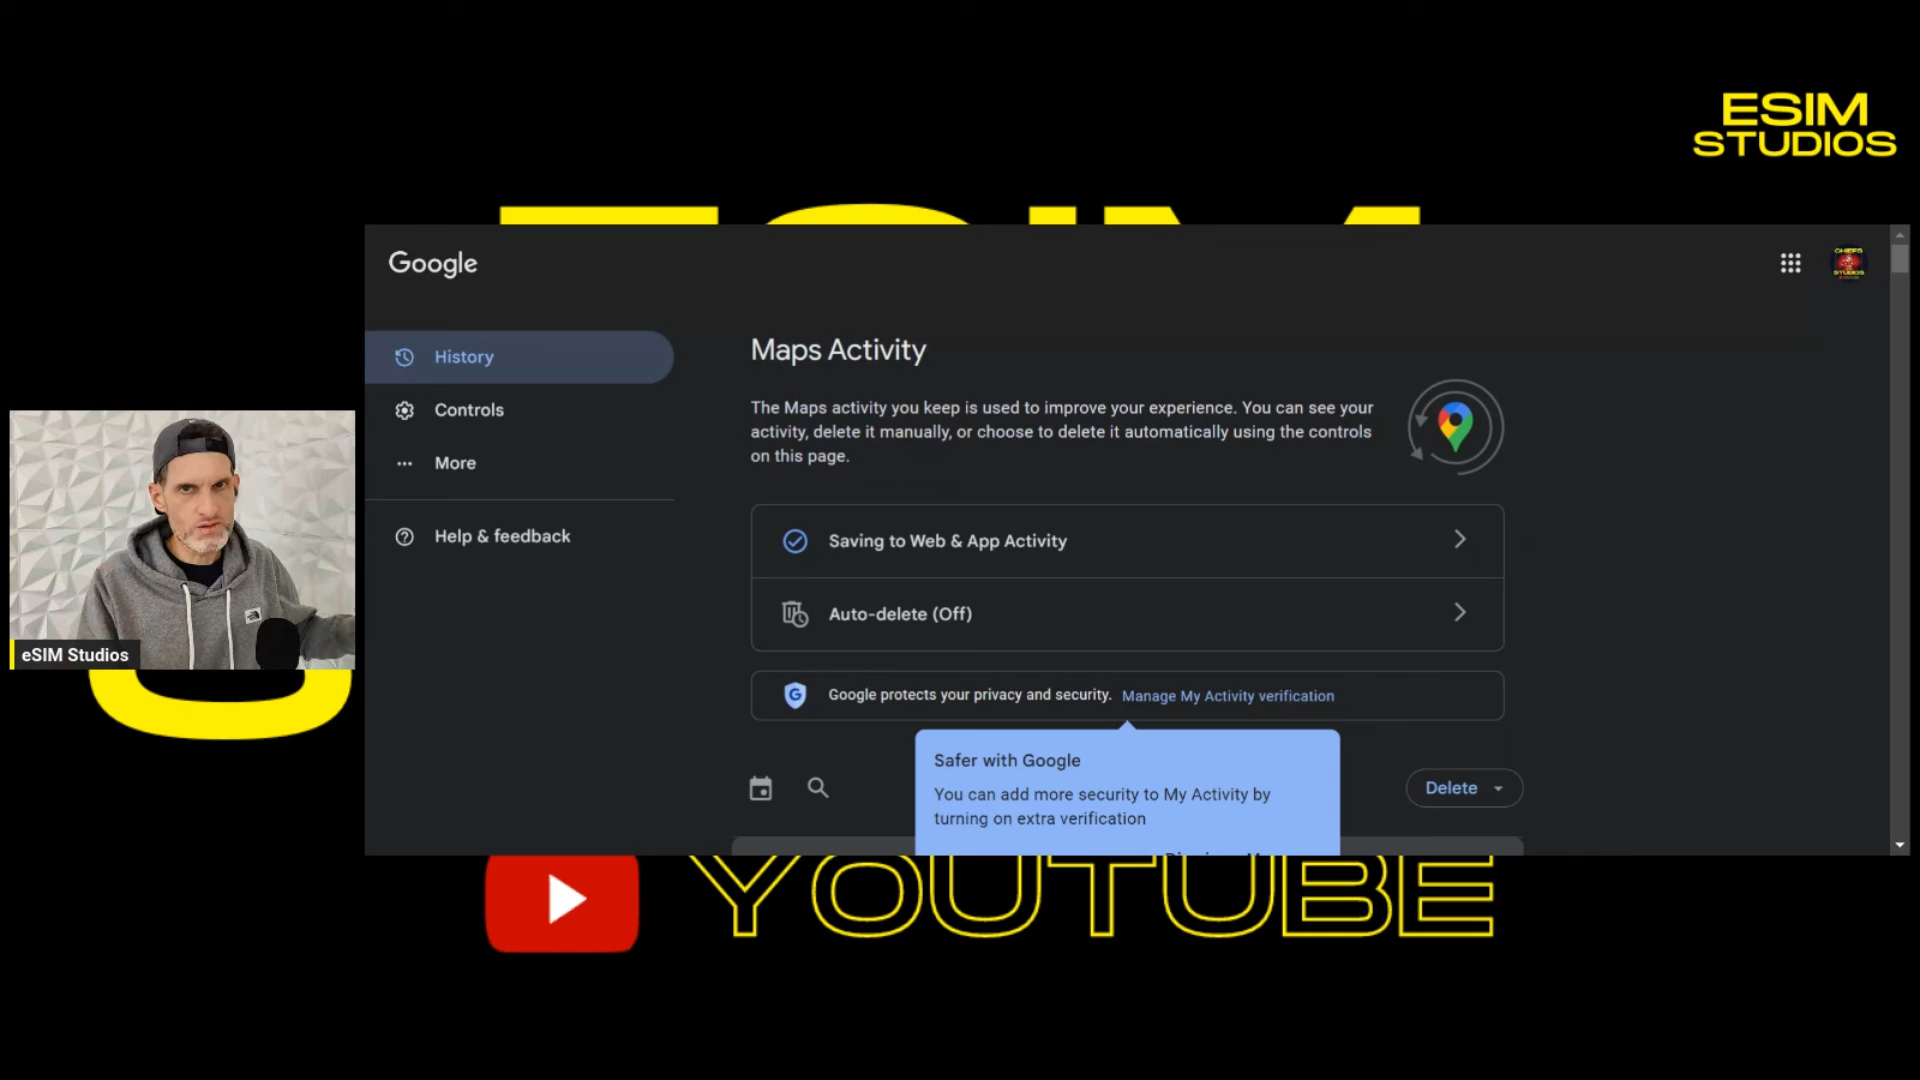 ESIM
STUDIOS
Google
History
Controls
More
Help & feedback
Maps Activity
The Maps activity you keep is used to improve your experience. You can see your
activity, delete it manually, or choose to delete it automatically using the controls
on this page.
Saving to Web & App Activity
Auto-delete (Off)
Google protects your privacy and security. Manage My Activity verification
Safer with Google
You can add more security to My Activity by
turning on extra verification
Delete
eSIM Studios
YOUTUBE